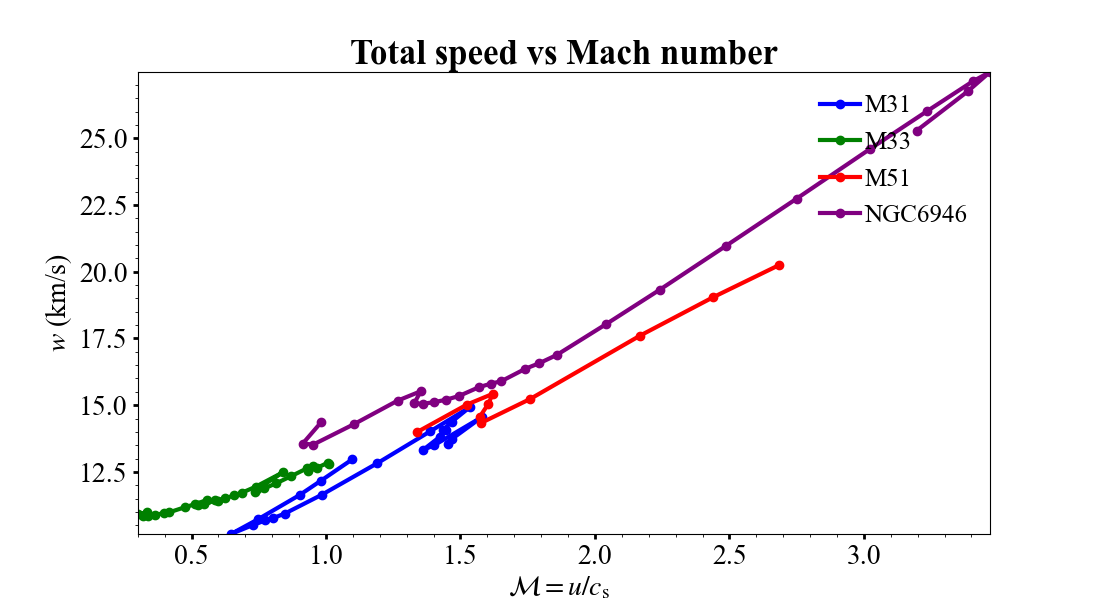 Total speed vs Mach number
M31
M33
M51
NGC6946
25.0
22.5
20.0
17.5
15.0
12.5
w (km/s)
0.5 1.0 1.5 2.0 2.5 3.0
ℳ = u/cₛ